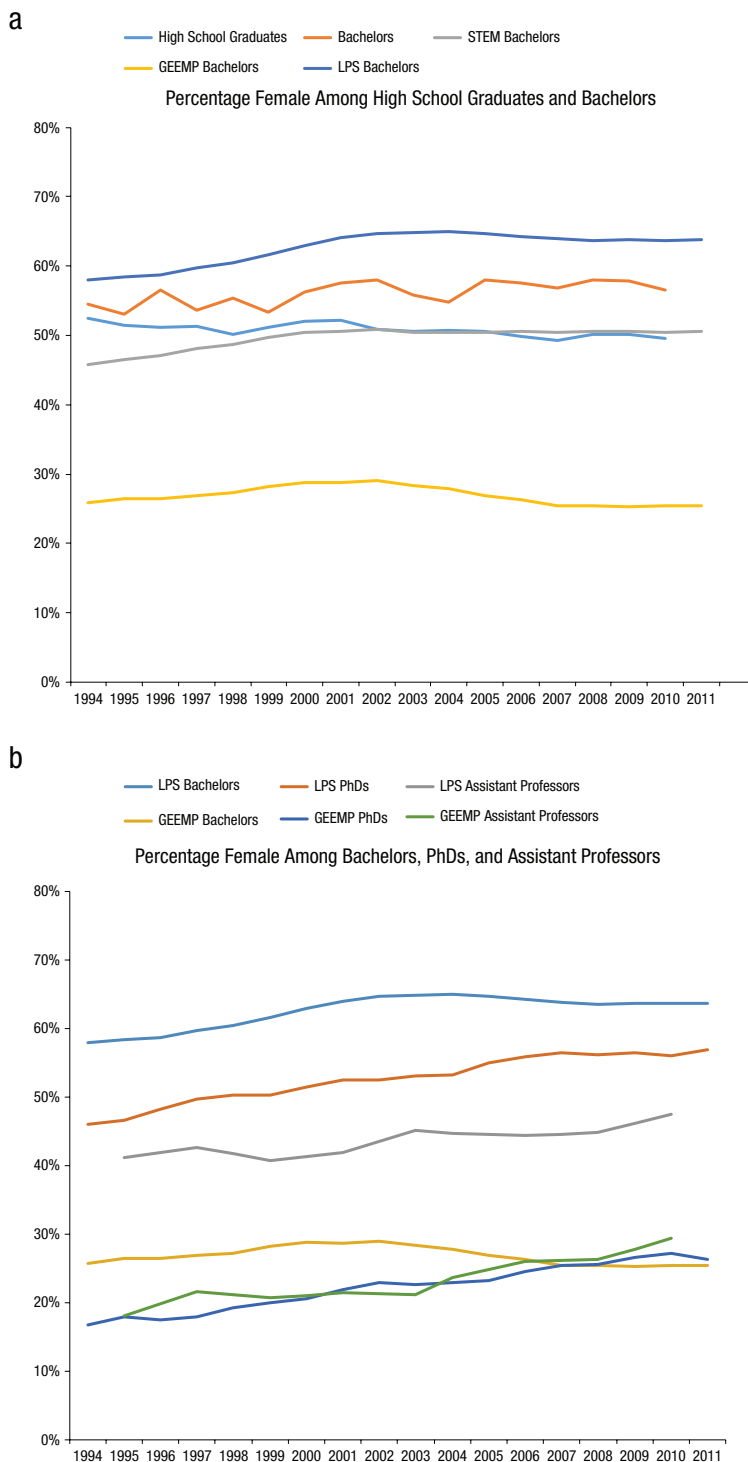 a
High School Graduates Bachelors STEM Bachelors
GEEMP Bachelors LPS Bachelors
Percentage Female Among High School Graduates and Bachelors
80%
70%
60%
50%
40%
30%
20%
10%
0%
1994 1995 1996 1997 1998 1999 2000 2001 2002 2003 2004 2005 2006 2007 2008 2009 2010 2011
b
LPS Bachelors LPS PhDs LPS Assistant Professors
GEEMP Bachelors GEEMP PhDs GEEMP Assistant Professors
Percentage Female Among Bachelors, PhDs, and Assistant Professors
80%
70%
60%
50%
40%
30%
20%
10%
0%
1994 1995 1996 1997 1998 1999 2000 2001 2002 2003 2004 2005 2006 2007 2008 2009 2010 2011